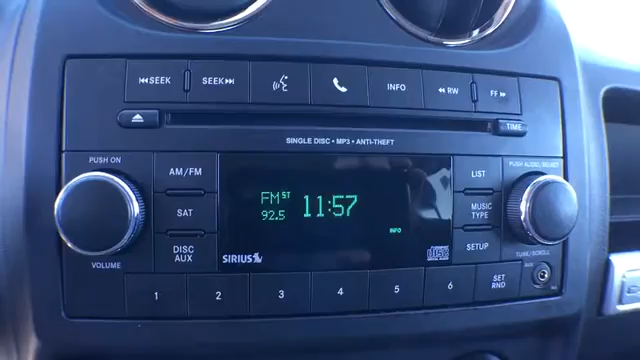 SEEK SEEK INFO RW FF
TIME
SINGLE DISC • MP3 • ANTI-THEFT
PUSH ON
PUSH AUDIO/SELECT
AM/FM
LIST
FM ST
92.5
11:57
SAT
MUSIC
TYPE
INFO
DISC
AUX
SIRIUS
SETUP
VOLUME
TUNE/SCROLL
1 2 3 4 5 6 SET
RND